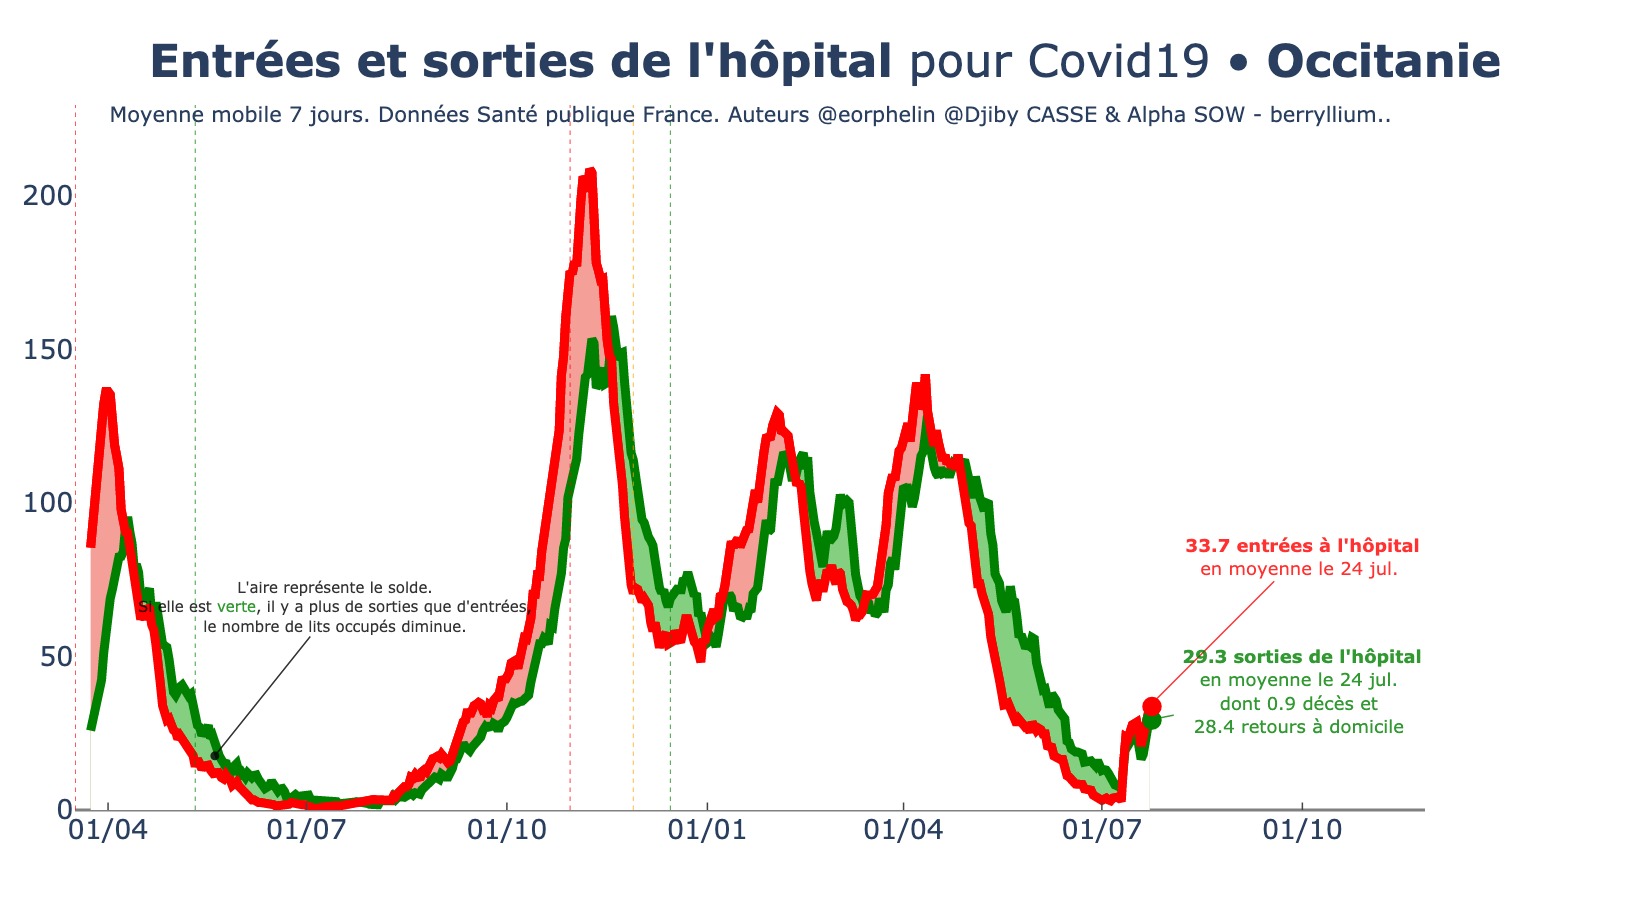 Entrées et sorties de l'hôpital pour Covid19 • Occitanie
Moyenne mobile 7 jours. Données Santé publique France. Auteurs @eorphelin @Djiby CASSE & Alpha SOW - berryllium..
200
150
100
50
0
L'aire représente le solde.
Si elle est verte, il y a plus de sorties que d'entrées,
le nombre de lits occupés diminue.
33.7 entrées à l'hôpital
en moyenne le 24 jul.
29.3 sorties de l'hôpital
en moyenne le 24 jul.
dont 0.9 décès et
28.4 retours à domicile
01/04 01/07 01/10 01/01 01/04 01/07 01/10